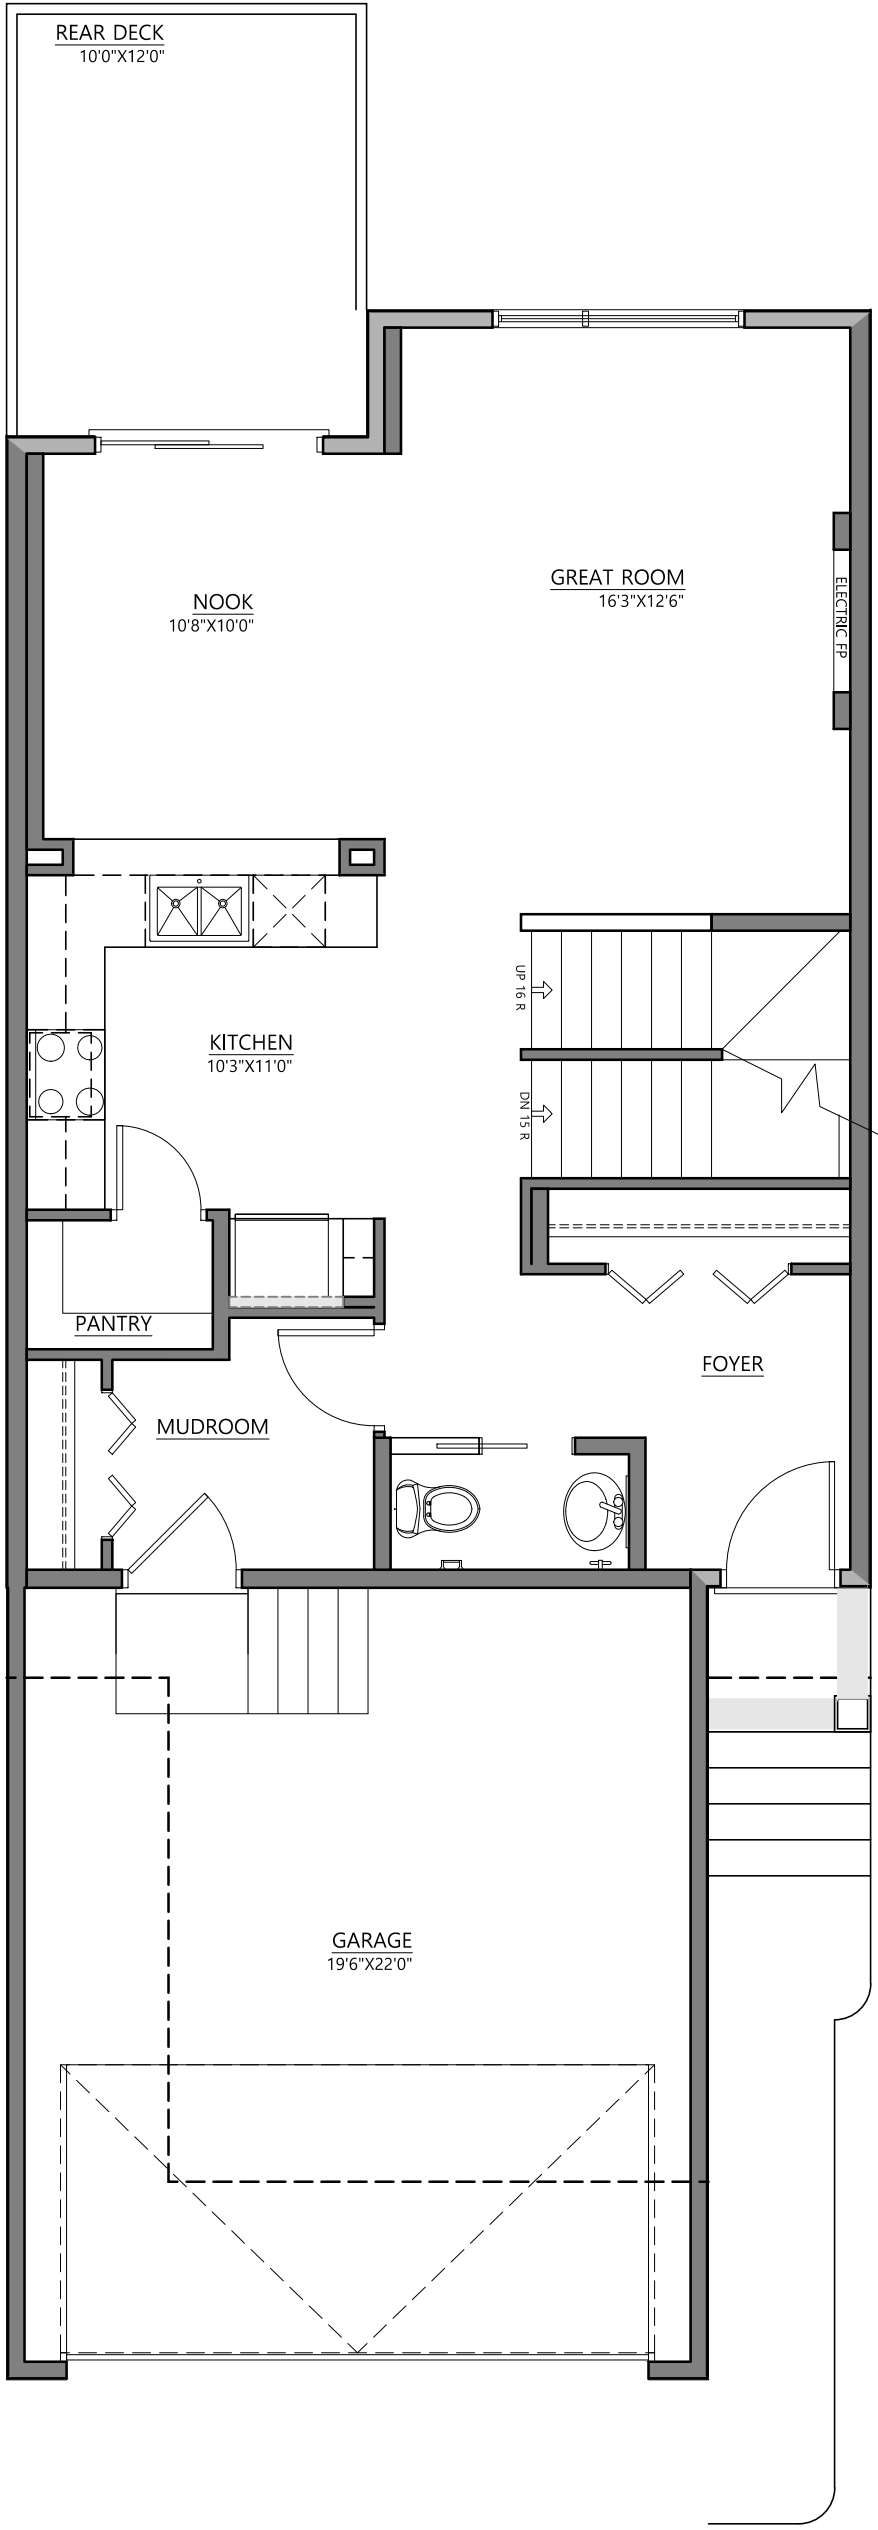 REAR DECK
10'0"X12'0"
GREAT ROOM
16'3"X12'6"
ELECTRIC FP
NOOK
10'8"X10'0"
UP 16 R
KITCHEN
10'3"X11'0"
DN 15 R
PANTRY
FOYER
MUDROOM
GARAGE
19'6"X22'0"